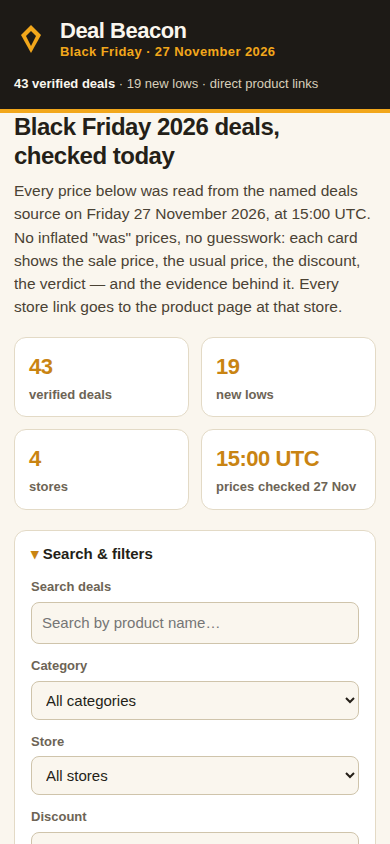 Deal Beacon
Black Friday · 27 November 2026
43 verified deals · 19 new lows · direct product links
Black Friday 2026 deals,
checked today
Every price below was read from the named deals
source on Friday 27 November 2026, at 15:00 UTC.
No inflated "was" prices, no guesswork: each card
shows the sale price, the usual price, the discount,
the verdict — and the evidence behind it. Every
store link goes to the product page at that store.
43
verified deals
19
new lows
4
stores
15:00 UTC
prices checked 27 Nov
▾ Search & filters
Search deals
Search by product name…
Category
All categories
Store
All stores
Discount